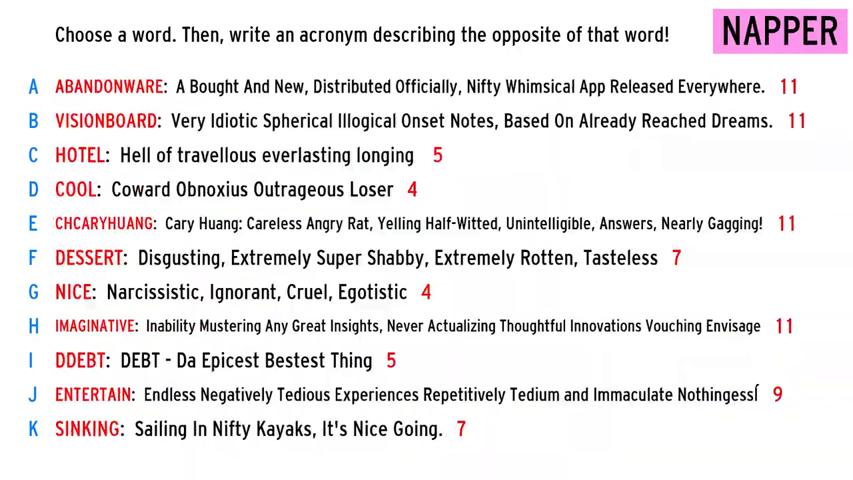 Choose a word. Then, write an acronym describing the opposite of that word!
NAPPER
A ABANDONWARE: A Bought And New, Distributed Officially, Nifty Whimsical App Released Everywhere. 11
B VISIONBOARD: Very Idiotic Spherical Illogical Onset Notes, Based On Already Reached Dreams. 11
C HOTEL: Hell of travellous everlasting longing 5
D COOL: Coward Obnoxius Outrageous Loser 4
E CHCARYHUANG: Cary Huang: Careless Angry Rat, Yelling Half-Witted, Unintelligible, Answers, Nearly Gagging! 11
F DESSERT: Disgusting, Extremely Super Shabby, Extremely Rotten, Tasteless 7
G NICE: Narcissistic, Ignorant, Cruel, Egotistic 4
H IMAGINATIVE: Inability Mustering Any Great Insights, Never Actualizing Thoughtful Innovations Vouching Envisage 11
I DDEBT: DEBT - Da Epicest Bestest Thing 5
J ENTERTAIN: Endless Negatively Tedious Experiences Repetitively Tedium and Immaculate Nothingess⌠ 9
K SINKING: Sailing In Nifty Kayaks, It's Nice Going. 7